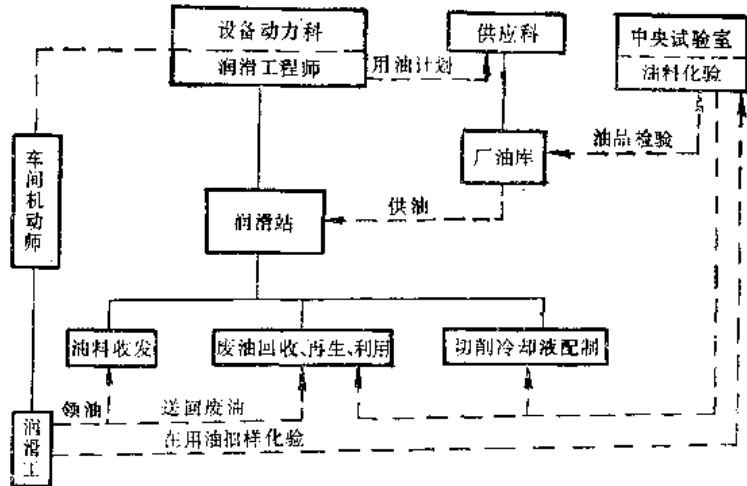 设备动力科
供应科
中央试验室
润滑工程师
用油计划
油料化验
车间机动师
厂油库
油品检验
润滑站
供油
油料收发
废油回收、再生、利用
切削冷却液配制
领油
送回废油
润滑工
在用油抽样化验